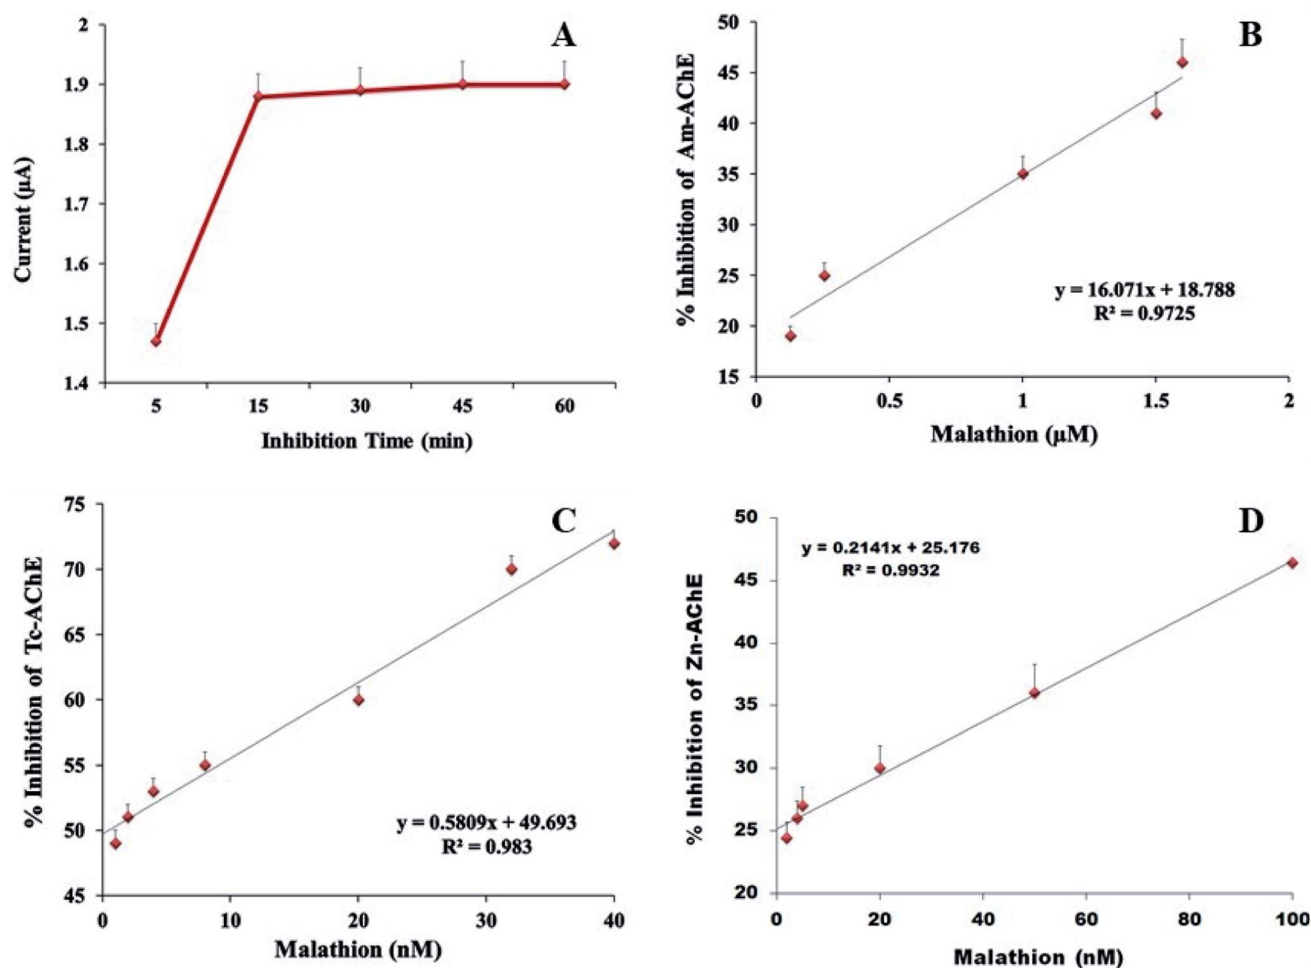 A
2
1.9
1.8
1.7
1.6
1.5
1.4
Current (µA)
5 15 30 45 60
Inhibition Time (min)
B
50
45
40
35
30
25
20
15
% Inhibition of Am-AChE
y = 16.071x + 18.788
R² = 0.9725
0 0.5 1 1.5 2
Malathion (µM)
C
75
70
65
60
55
50
45
% Inhibition of Tc-AChE
y = 0.5809x + 49.693
R² = 0.983
0 10 20 30 40
Malathion (nM)
D
50
45
40
35
30
25
20
% Inhibition of Zn-AChE
y = 0.2141x + 25.176
R² = 0.9932
0 20 40 60 80 100
Malathion (nM)